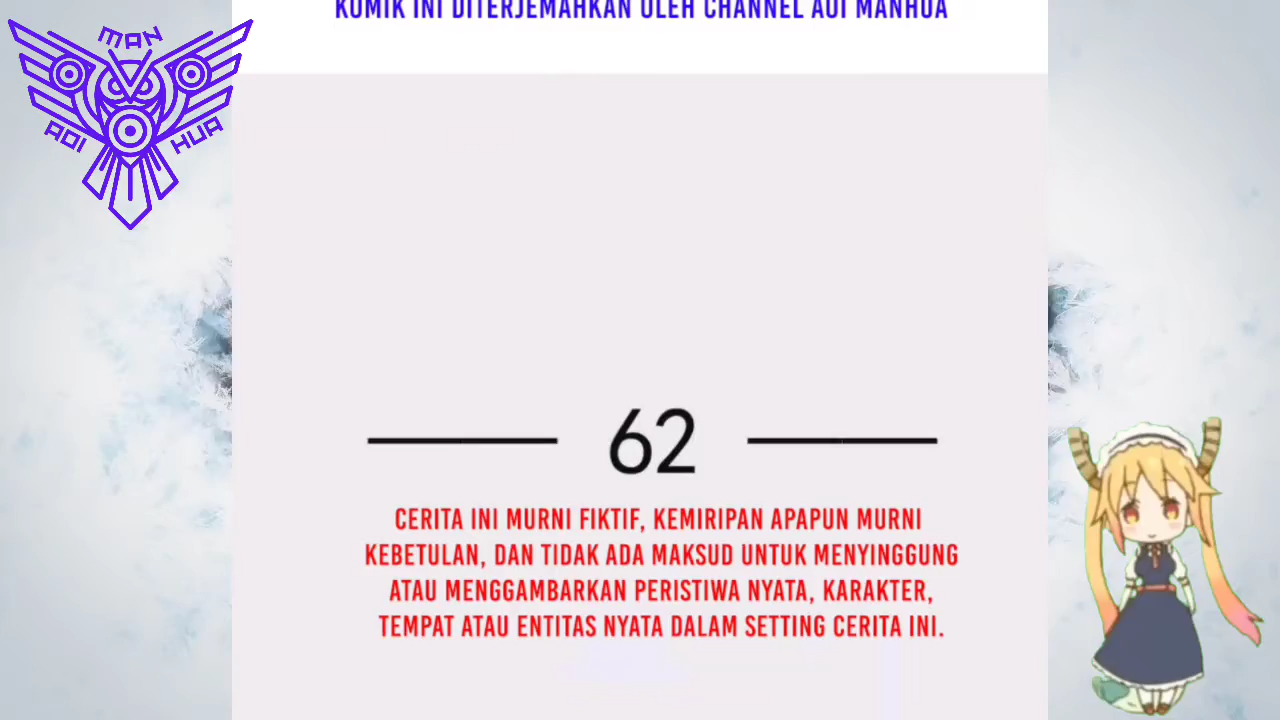 KOMIK INI DITERJEMAHKAN OLEH CHANNEL AOI MANHUA
MAN
AOI
HUA
62
CERITA INI MURNI FIKTIF, KEMIRIPAN APAPUN MURNI
KEBETULAN, DAN TIDAK ADA MAKSUD UNTUK MENYINGGUNG
ATAU MENGGAMBARKAN PERISTIWA NYATA, KARAKTER,
TEMPAT ATAU ENTITAS NYATA DALAM SETTING CERITA INI.